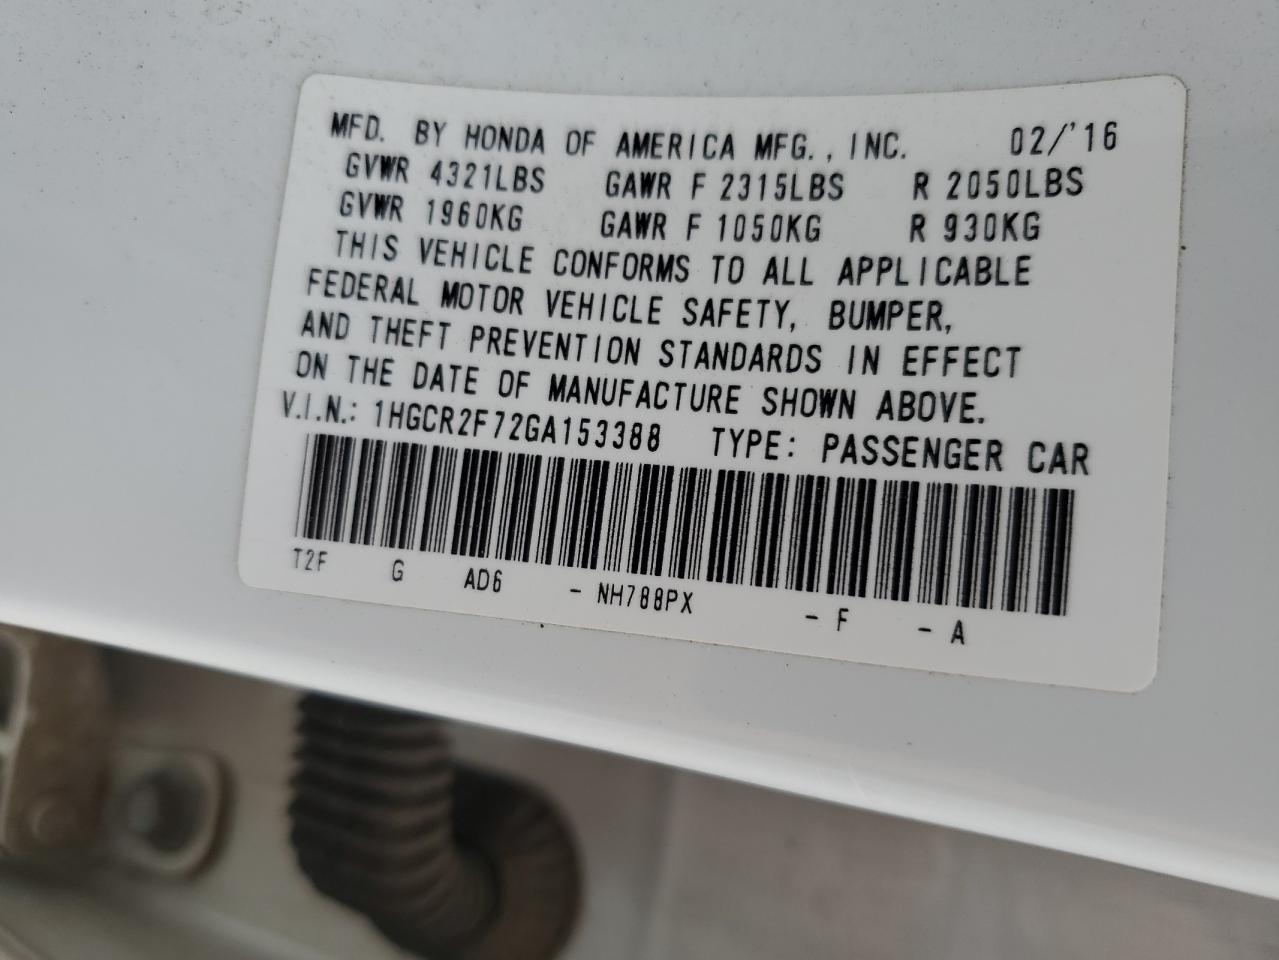 MFD. BY HONDA OF AMERICA MFG., INC. 02/'16
GVWR 4321LBS GAWR F 2315LBS R 2050LBS
GVWR 1960KG GAWR F 1050KG R 930KG
THIS VEHICLE CONFORMS TO ALL APPLICABLE
FEDERAL MOTOR VEHICLE SAFETY, BUMPER,
AND THEFT PREVENTION STANDARDS IN EFFECT
ON THE DATE OF MANUFACTURE SHOWN ABOVE.
V.I.N.: 1HGCR2F72GA153388 TYPE: PASSENGER CAR
T2F G AD6 - NH788PX - F - A